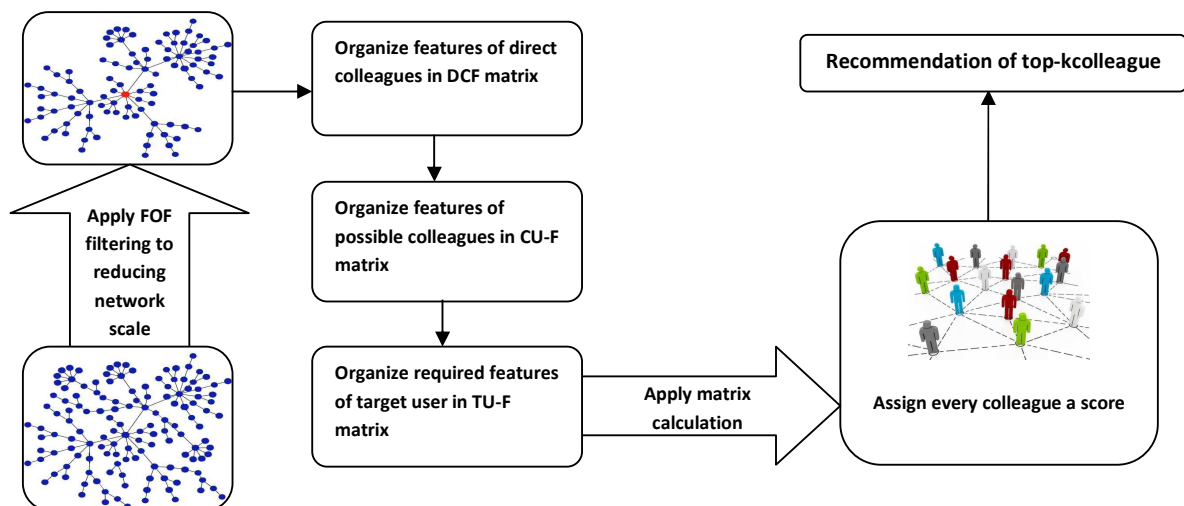 Apply FOF
filtering to
reducing
network
scale
Organize features of direct
colleagues in DCF matrix
Organize features of
possible colleagues in CU-F
matrix
Organize required features
of target user in TU-F
matrix
Apply matrix
calculation
Assign every colleague a score
Recommendation of top-kcolleague